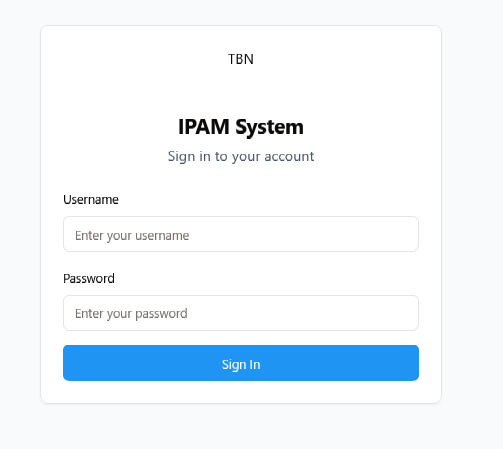 TBN
IPAM System
Sign in to your account
Username
Enter your username
Password
Enter your password
Sign In